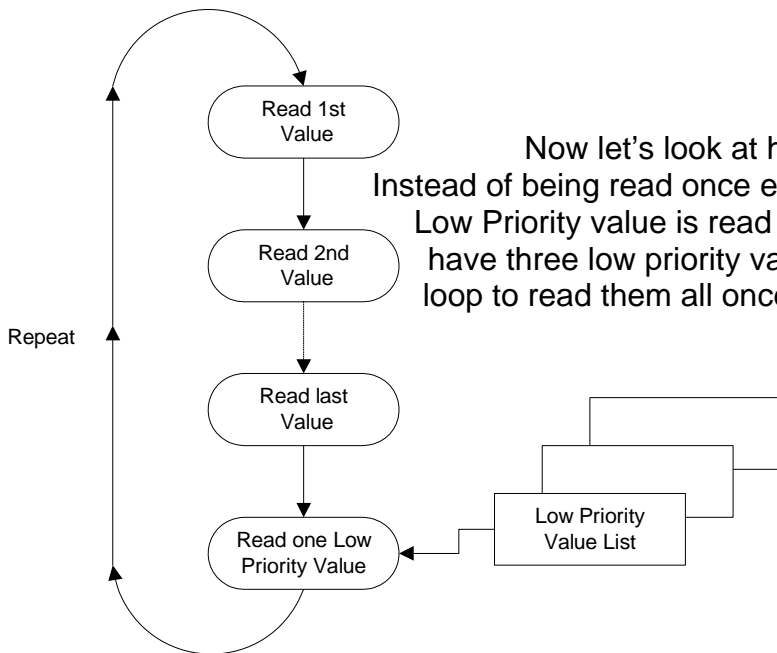 Read 1st
Value
Now let's look at h
Instead of being read once e
Low Priority value is read
have three low priority va
loop to read them all once
Read 2nd
Value
Repeat
Read last
Value
Read one Low
Priority Value
Low Priority
Value List